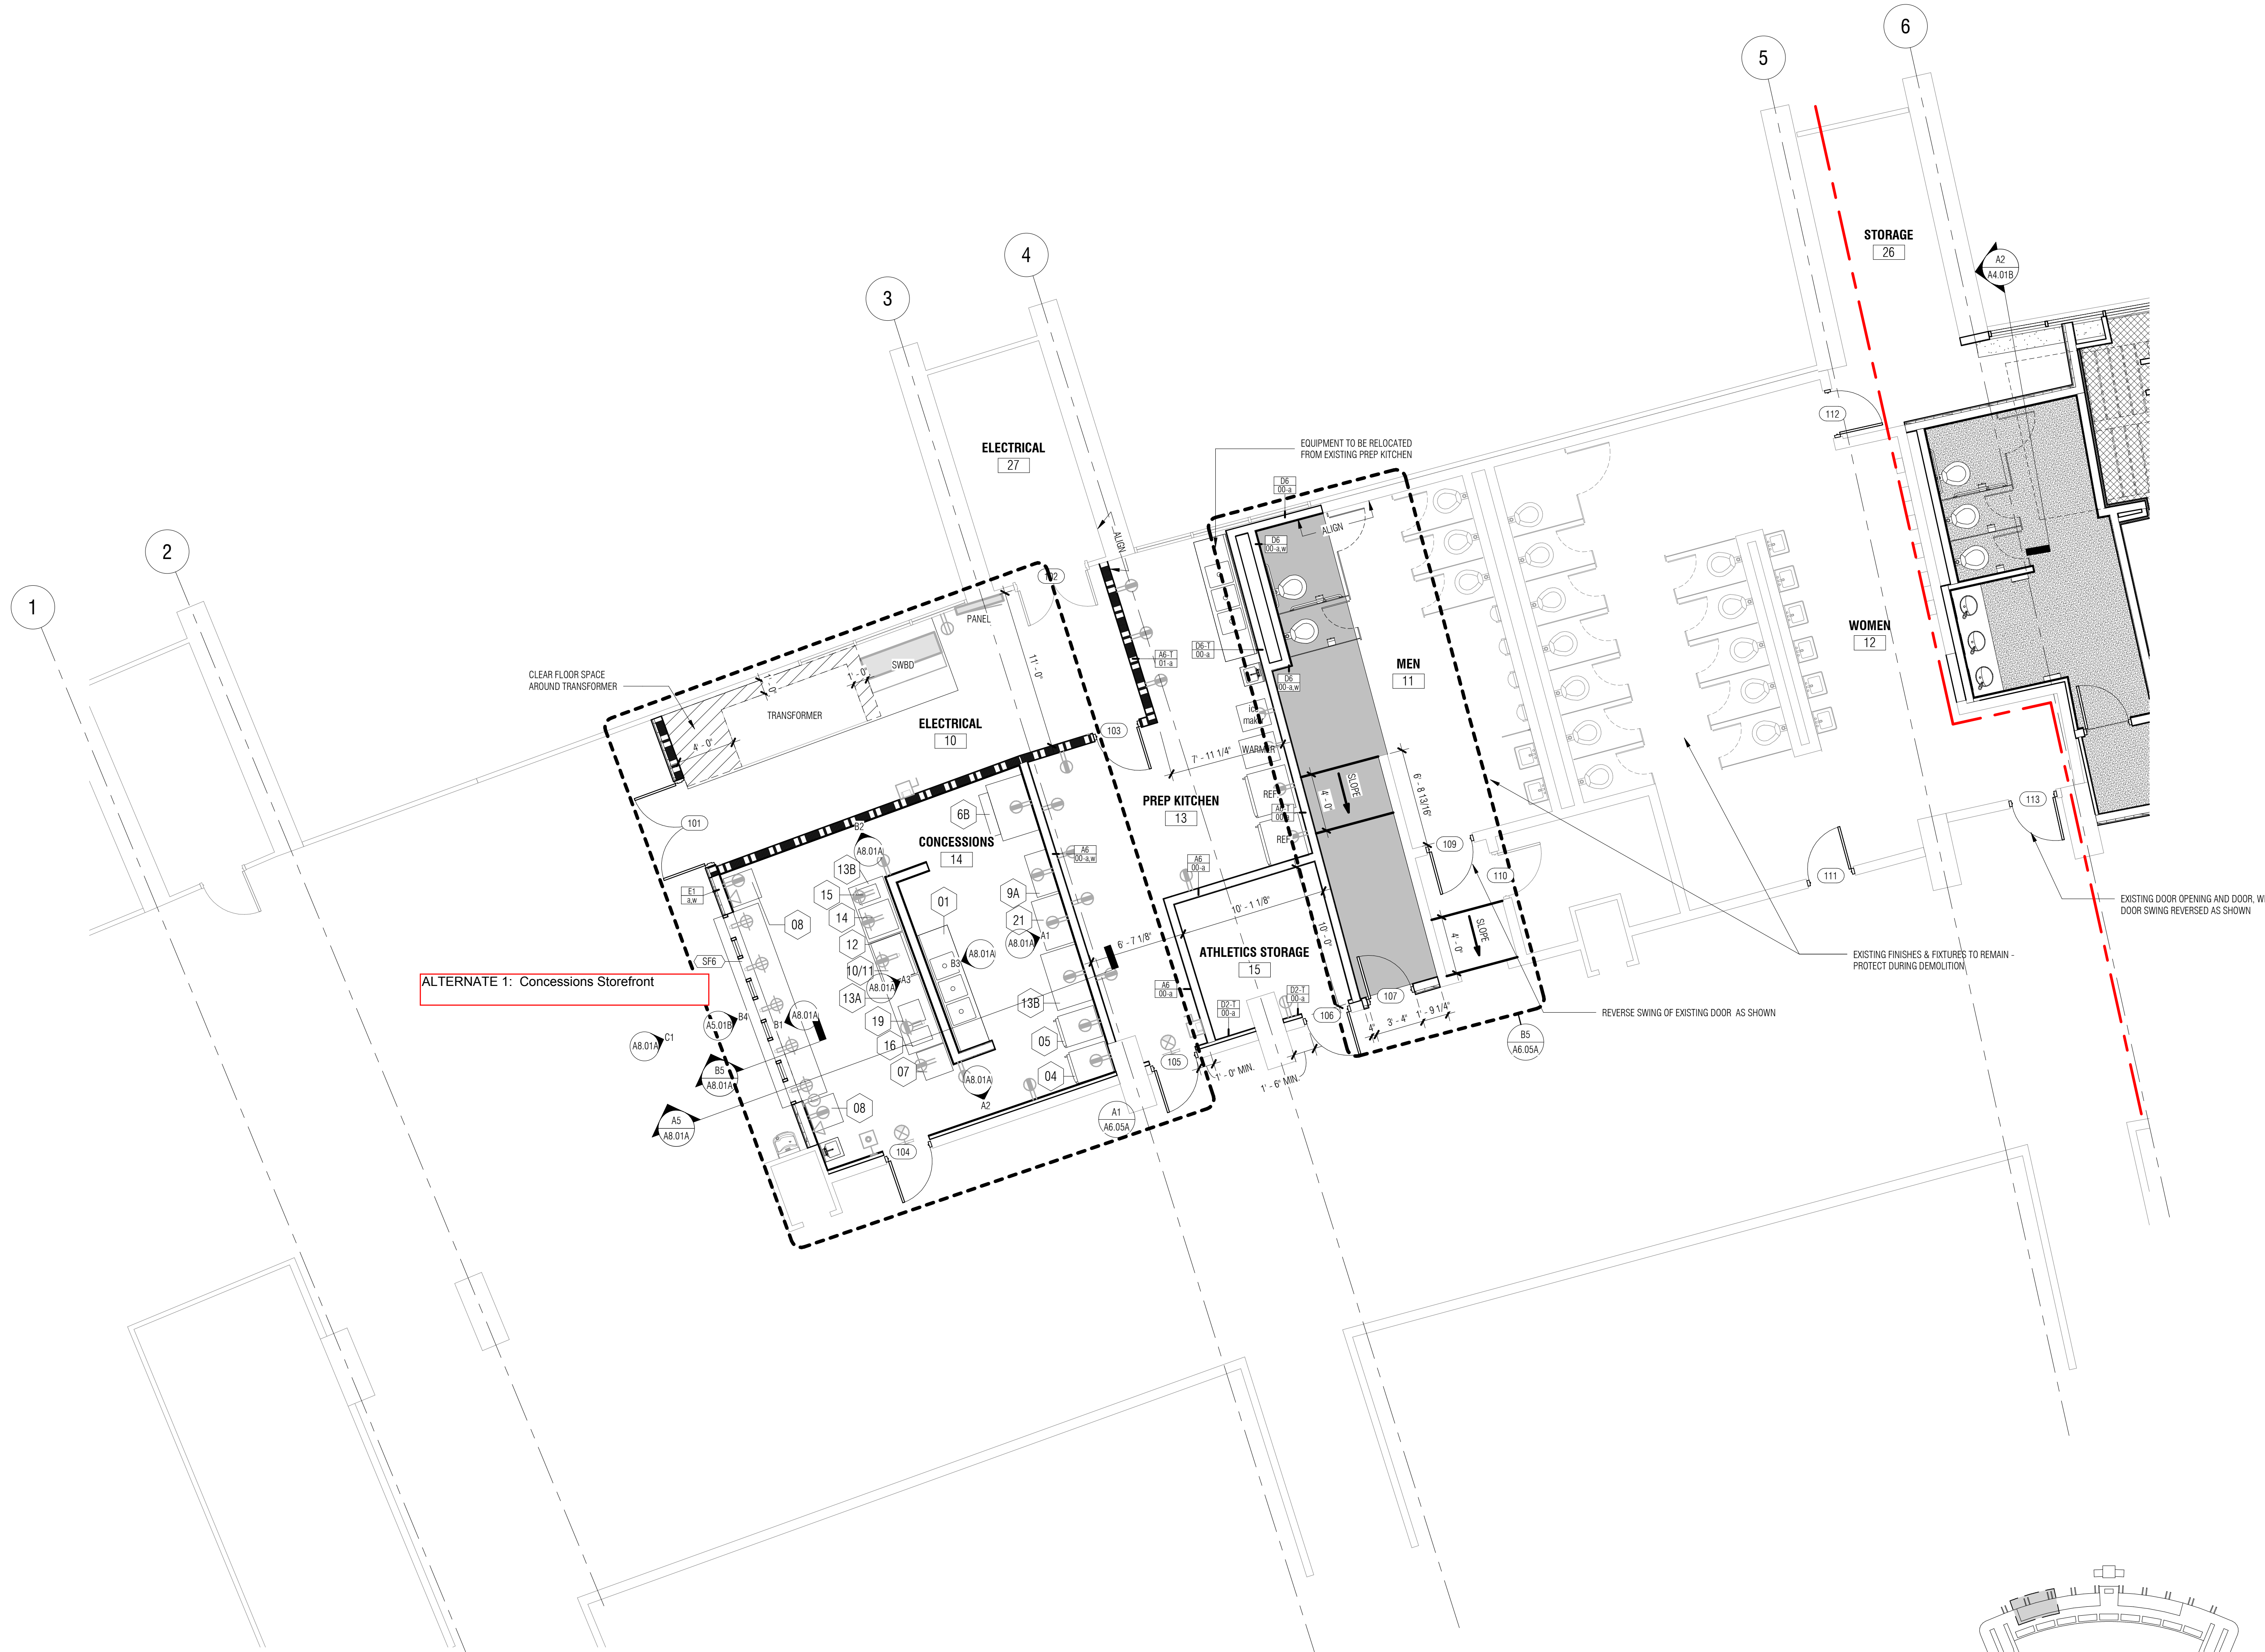 6
5
STORAGE
26
A2
A4.01B
4
3
112
EQUIPMENT TO BE RELOCATED
FROM EXISTING PREP KITCHEN
ELECTRICAL
27
D6
00-a
ALIGN
ALIGN
D6
00-a,w
2
1
102
PANEL
11' - 0"
WOMEN
12
D6-T
00-a
A6-T
01-a
MEN
11
SWBD
CLEAR FLOOR SPACE
AROUND TRANSFORMER
1' - 0"
D6
00-a,w
TRANSFORMER
ELECTRICAL
10
4' - 0"
103
WARMER
7' - 11 1/4"
SLOPE
6' - 8 13/16"
4' - 0"
REF
PREP KITCHEN
13
113
6B
101
B2
CONCESSIONS
14
REF
109
A8.01A
A6
00-a,w
A6
00-a
13B
110
111
E1
a,w
15
9A
01
EXISTING DOOR OPENING AND DOOR, WI
DOOR SWING REVERSED AS SHOWN
14
21
10' - 1 1/8"
08
SLOPE
12
A8.01A
A1
6' - 7 1/8"
10' - 0"
4' - 0"
SF6
10/11
B3
A8.01A
ATHLETICS STORAGE
15
EXISTING FINISHES & FIXTURES TO REMAIN -
PROTECT DURING DEMOLITION
ALTERNATE 1: Concessions Storefront
A3
A8.01A
13A
13B
A6
00-a
D2-T
00-a
D2-T
00-a
107
106
REVERSE SWING OF EXISTING DOOR AS SHOWN
A5.01B
B4
B1
A8.01A
19
4"
3' - 4"
1' - 9 1/4"
A8.01A
C1
16
05
B5
A6.05A
105
B5
A8.01A
07
A8.01A
04
1' - 0" MIN.
1' - 6" MIN.
A2
08
A1
A6.05A
A5
A8.01A
104